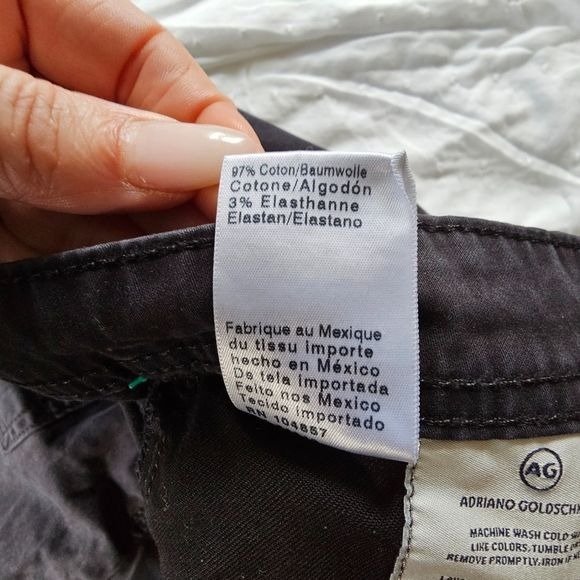 97% Coton/Baumwolle
Cotone/Algodón
3% Elasthanne
Elastan/Elastano
Fabrique au Mexique
du tissu importe
hecho en México
De tela importada
Feito nos Mexico
Tecido importado
RN 104857
AG
ADRIANO GOLDSCH
MACHINE WASH COLD
LIKE COLORS, TUMBLE
REMOVE PROMPTLY, IRON IF